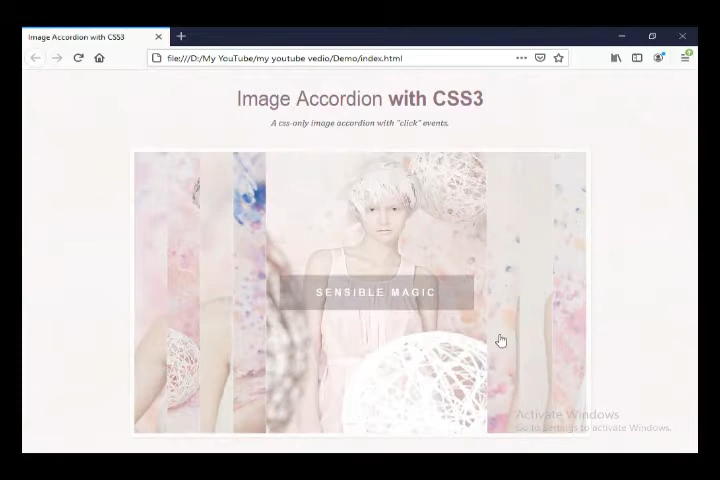 Image Accordion with CSS3
file:///D:/My YouTube/my youtube vedio/Demo/index.html
Image Accordion with CSS3
A css-only image accordion with "click" events.
SENSIBLE MAGIC
Activate Windows
Go to Settings to activate Windows.